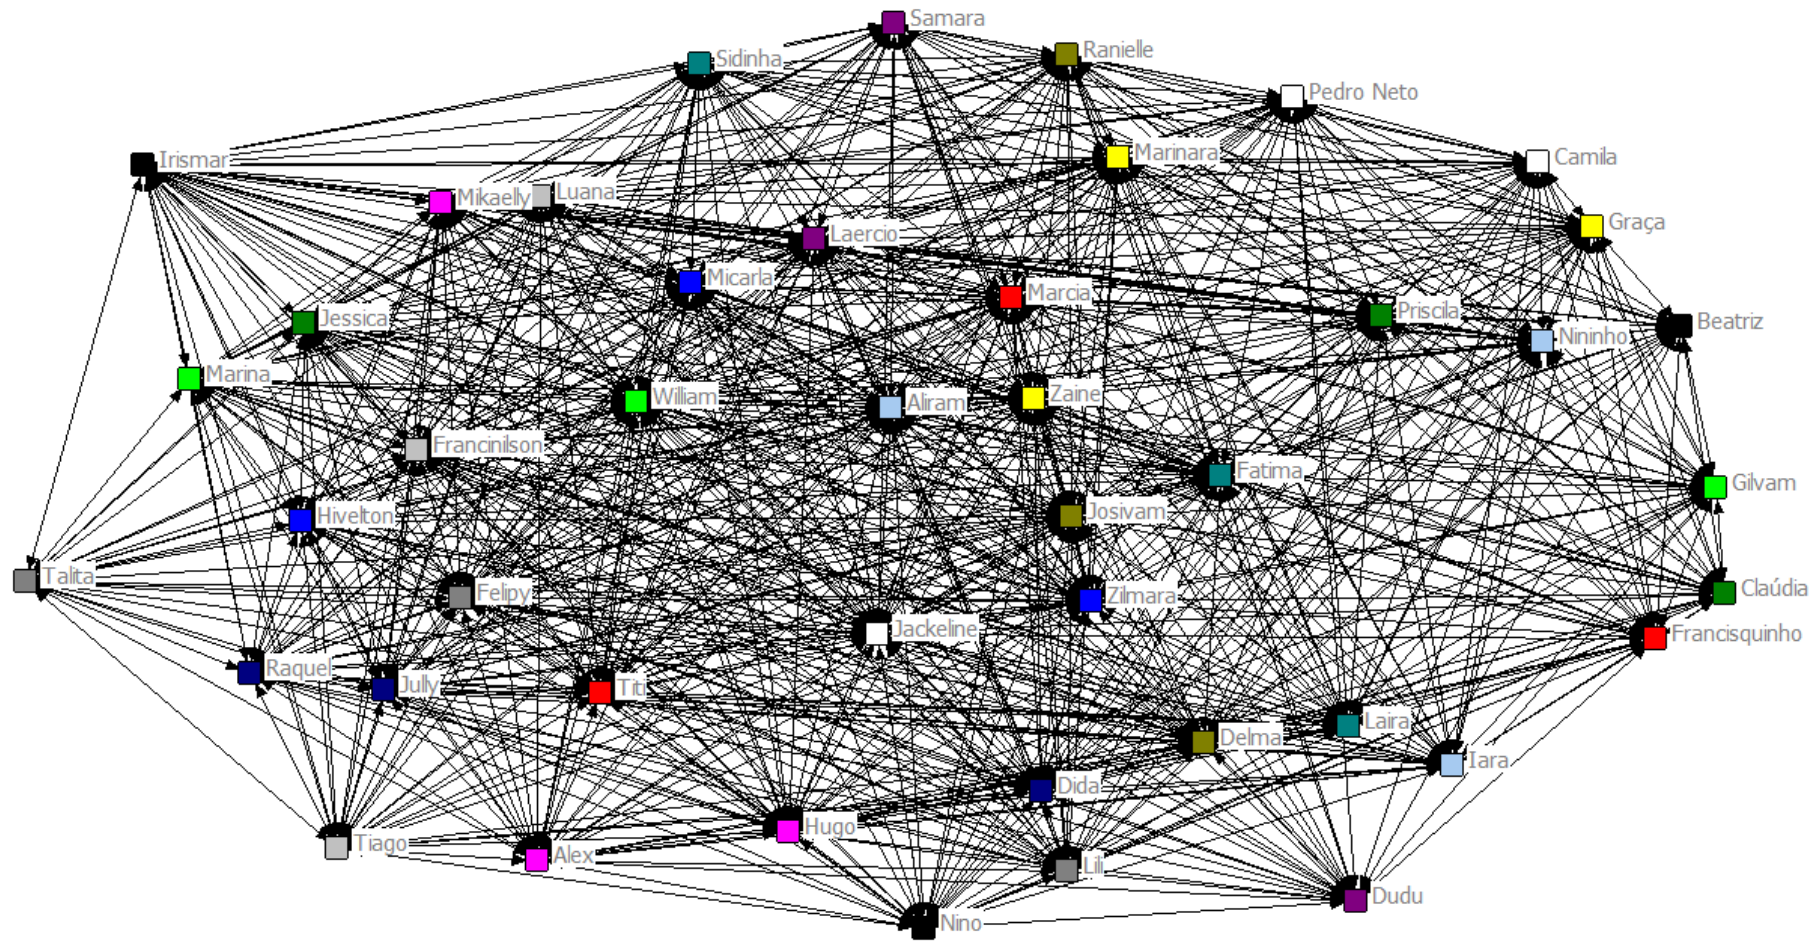 Samara
Ranielle
Sidinha
Pedro Neto
Marinara
Camila
Irismar
Luana
Mikaelly
Graça
Laercio
Micarla
Marcia
Priscila
Jessica
Beatriz
Nininho
Marina
Zaine
William
Aliram
Francinilson
Fatima
Gilvam
Josivam
Hivelton
Talita
Claúdia
Felipy
Zilmara
Jackeline
Francisquinho
Raquel
Jully
Titi
Laira
Delma
Iara
Dida
Hugo
Tiago
Alex
Lili
Dudu
Nino